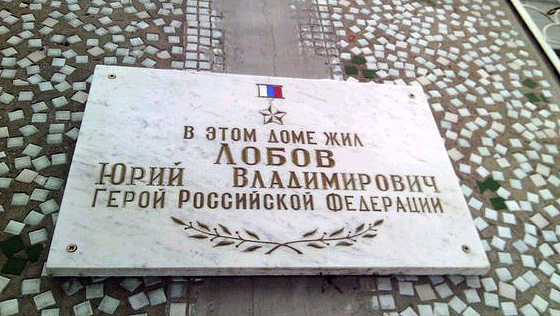 В ЭТОМ ДОМЕ ЖИЛ
ЛОБОВ
ЮРИЙ ВЛАДИМИРОВИЧ
ГЕРОЙ РОССИЙСКОЙ ФЕДЕРАЦИИ